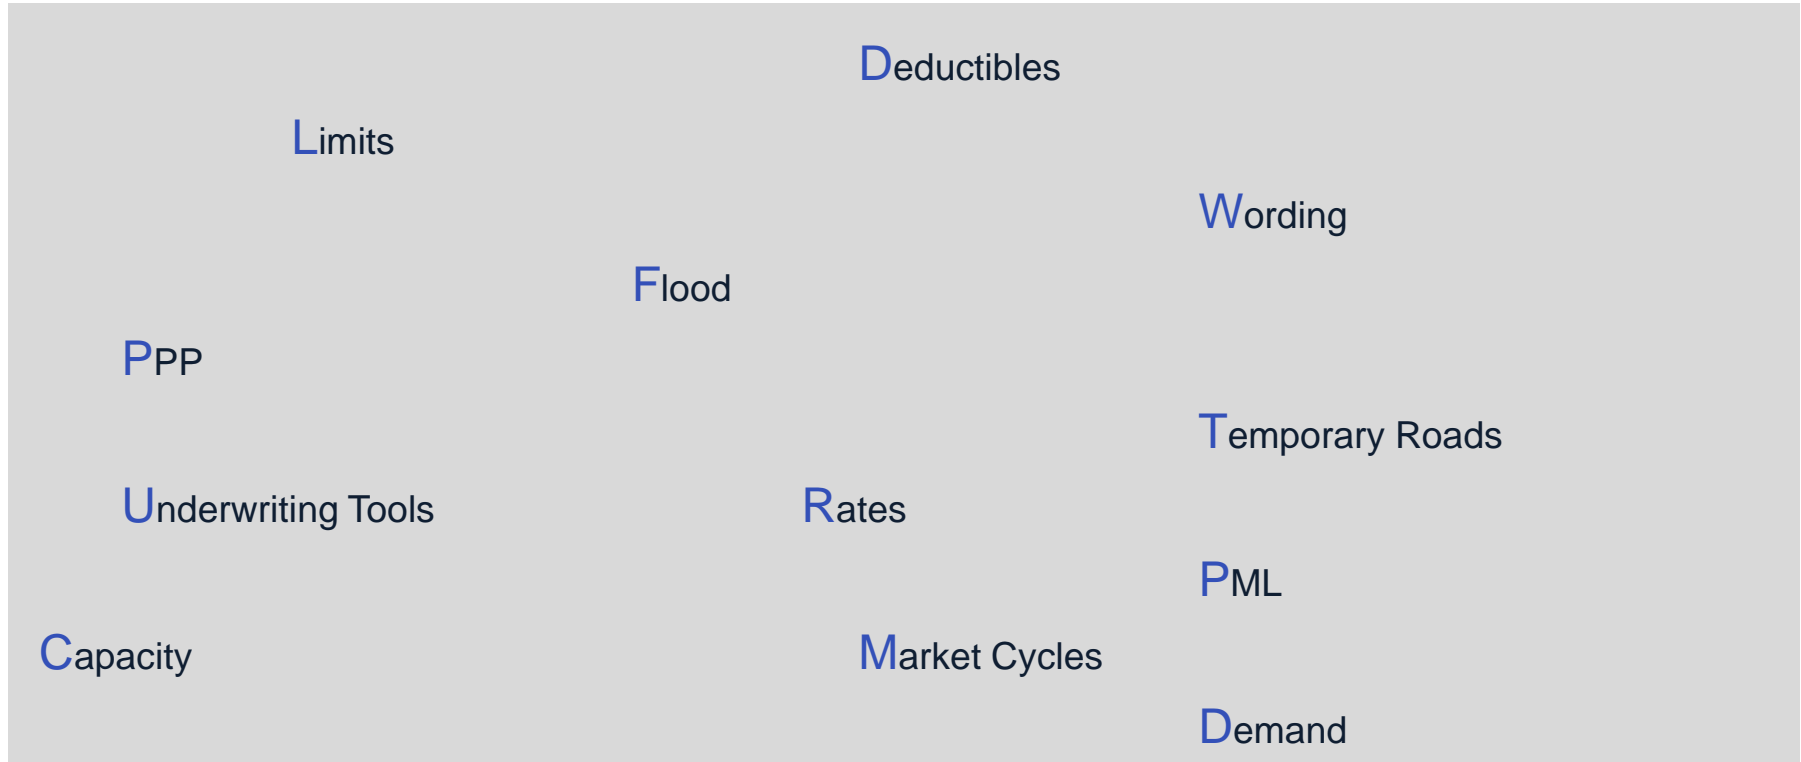 Deductibles
Limits
Wording
Flood
PPP
Temporary Roads
Underwriting Tools Rates
PML
Capacity Market Cycles
Demand